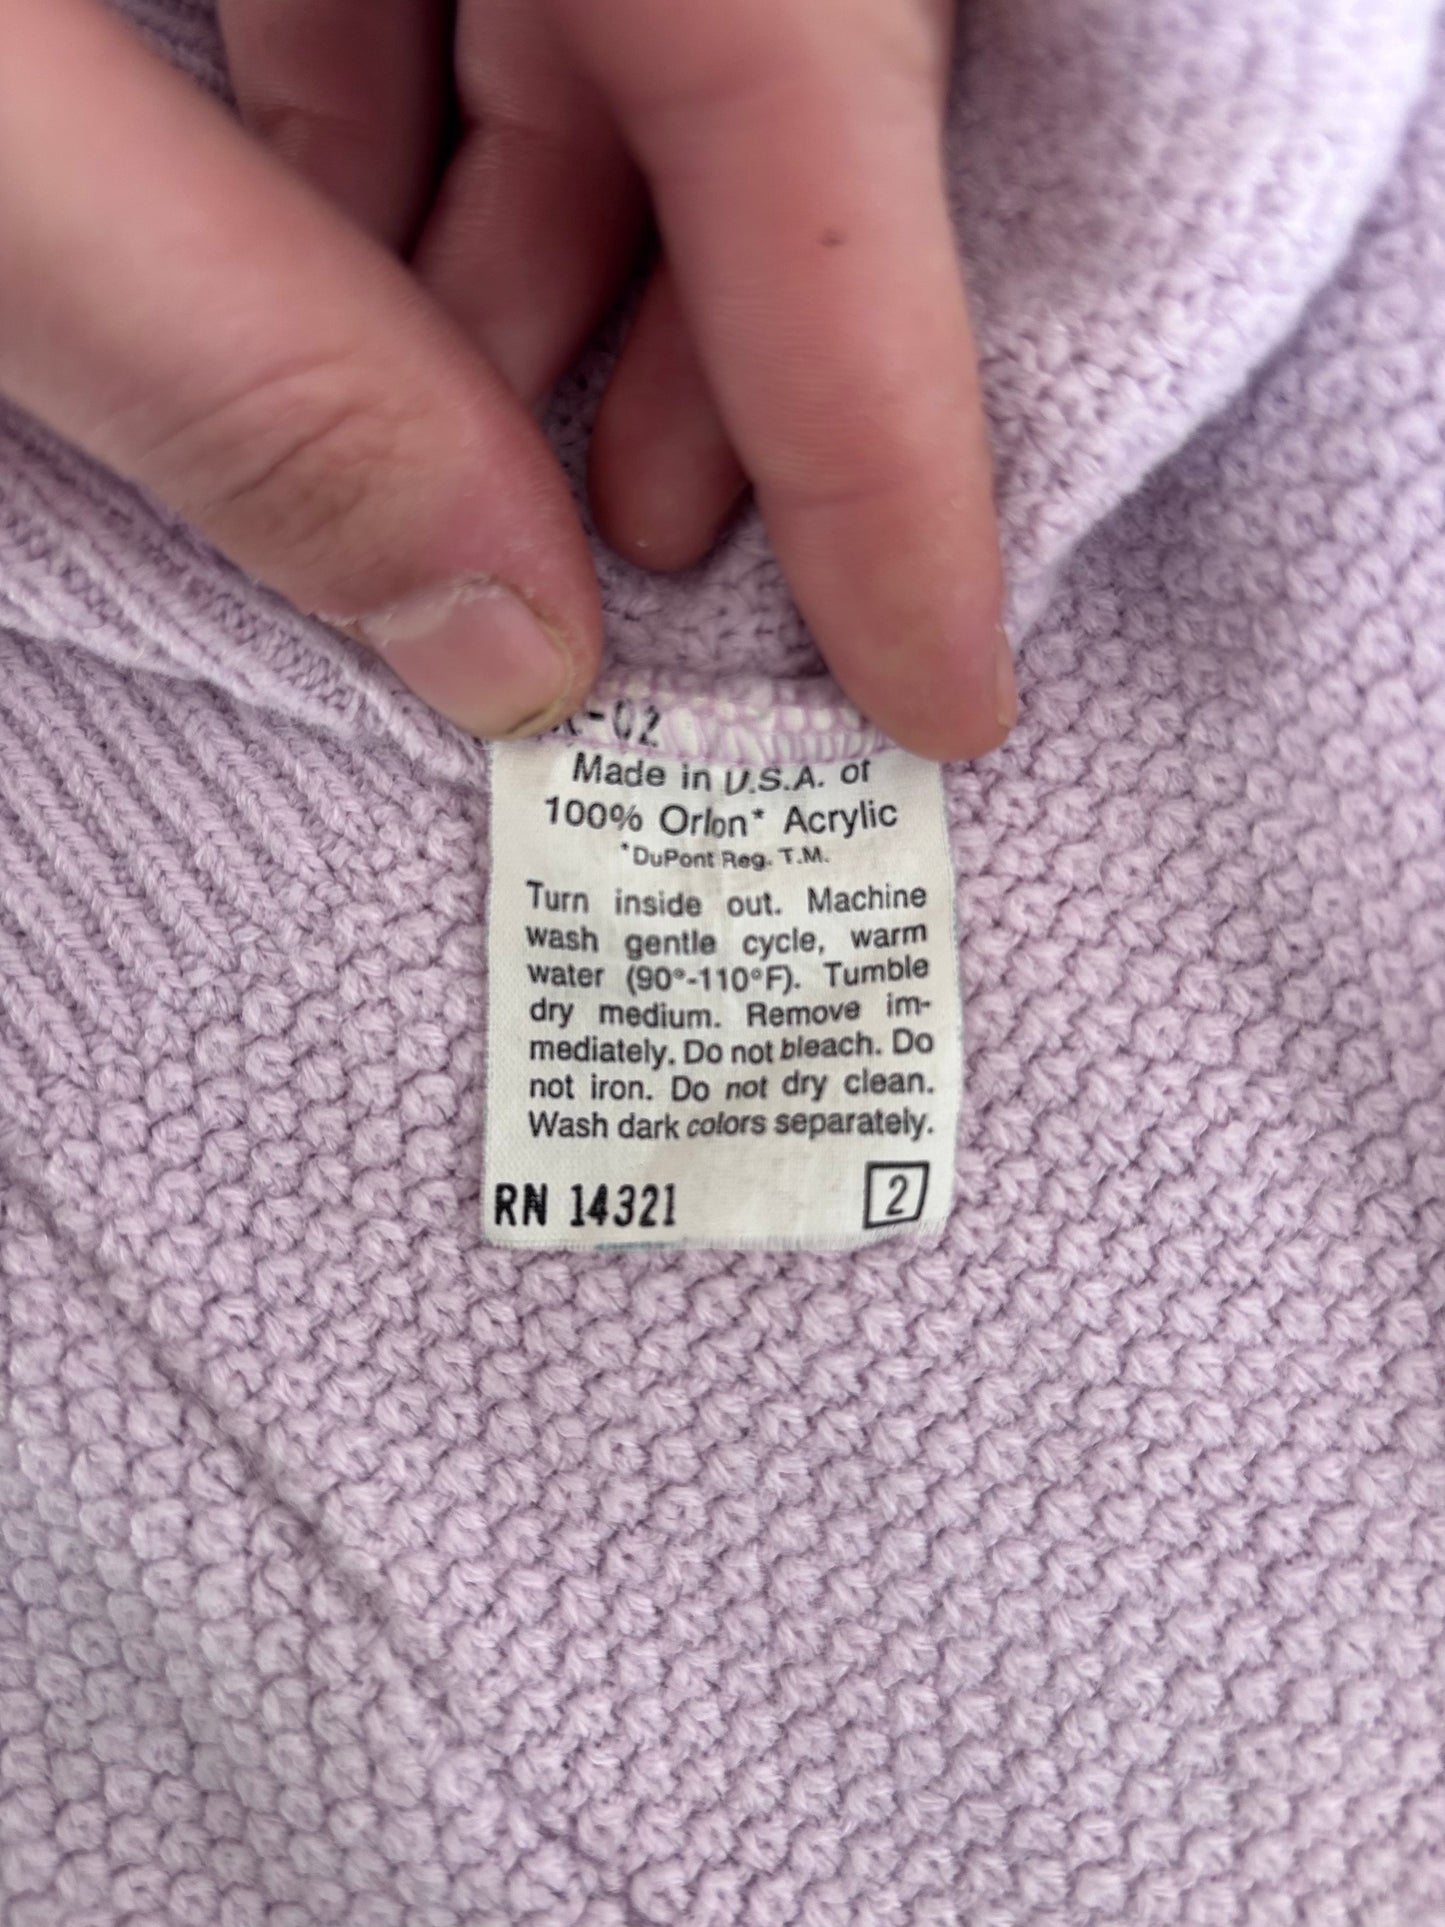 -02
Made in U.S.A. of
100% Orlon* Acrylic
*DuPont Reg. T.M.
Turn inside out. Machine
wash gentle cycle, warm
water (90°-110°F). Tumble
dry medium. Remove im-
mediately. Do not bleach. Do
not iron. Do not dry clean.
Wash dark colors separately.
RN 14321
2